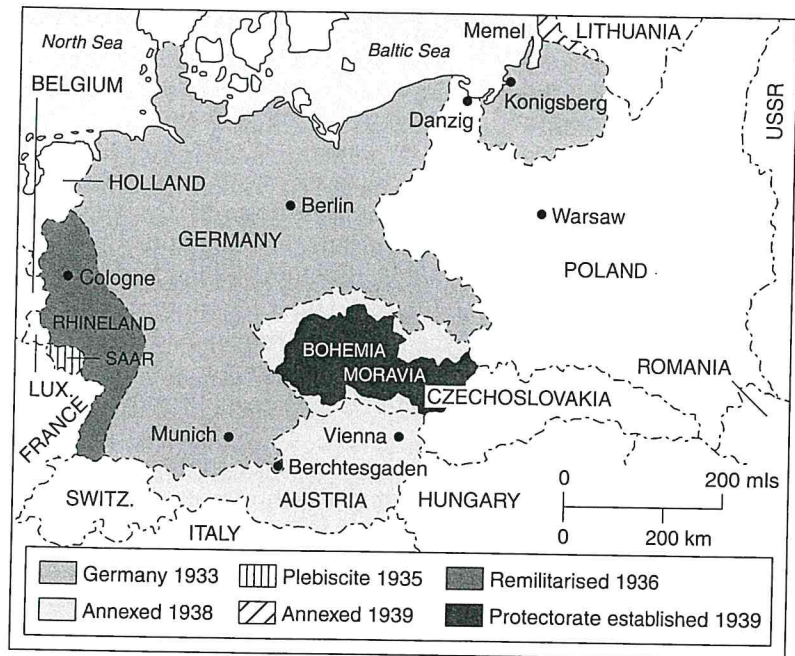 North Sea
Baltic Sea
Memel
LITHUANIA
BELGIUM
Konigsberg
USSR
Danzig
HOLLAND
Berlin
Warsaw
GERMANY
POLAND
Cologne
RHINELAND
BOHEMIA
SAAR
MORAVIA
ROMANIA
LUX.
CZECHOSLOVAKIA
FRANCE
Munich
Vienna
Berchtesgaden
SWITZ.
AUSTRIA
HUNGARY
ITALY
0 200 mls
0 200 km
Germany 1933 Plebiscite 1935 Remilitarised 1936
Annexed 1938 Annexed 1939 Protectorate established 1939